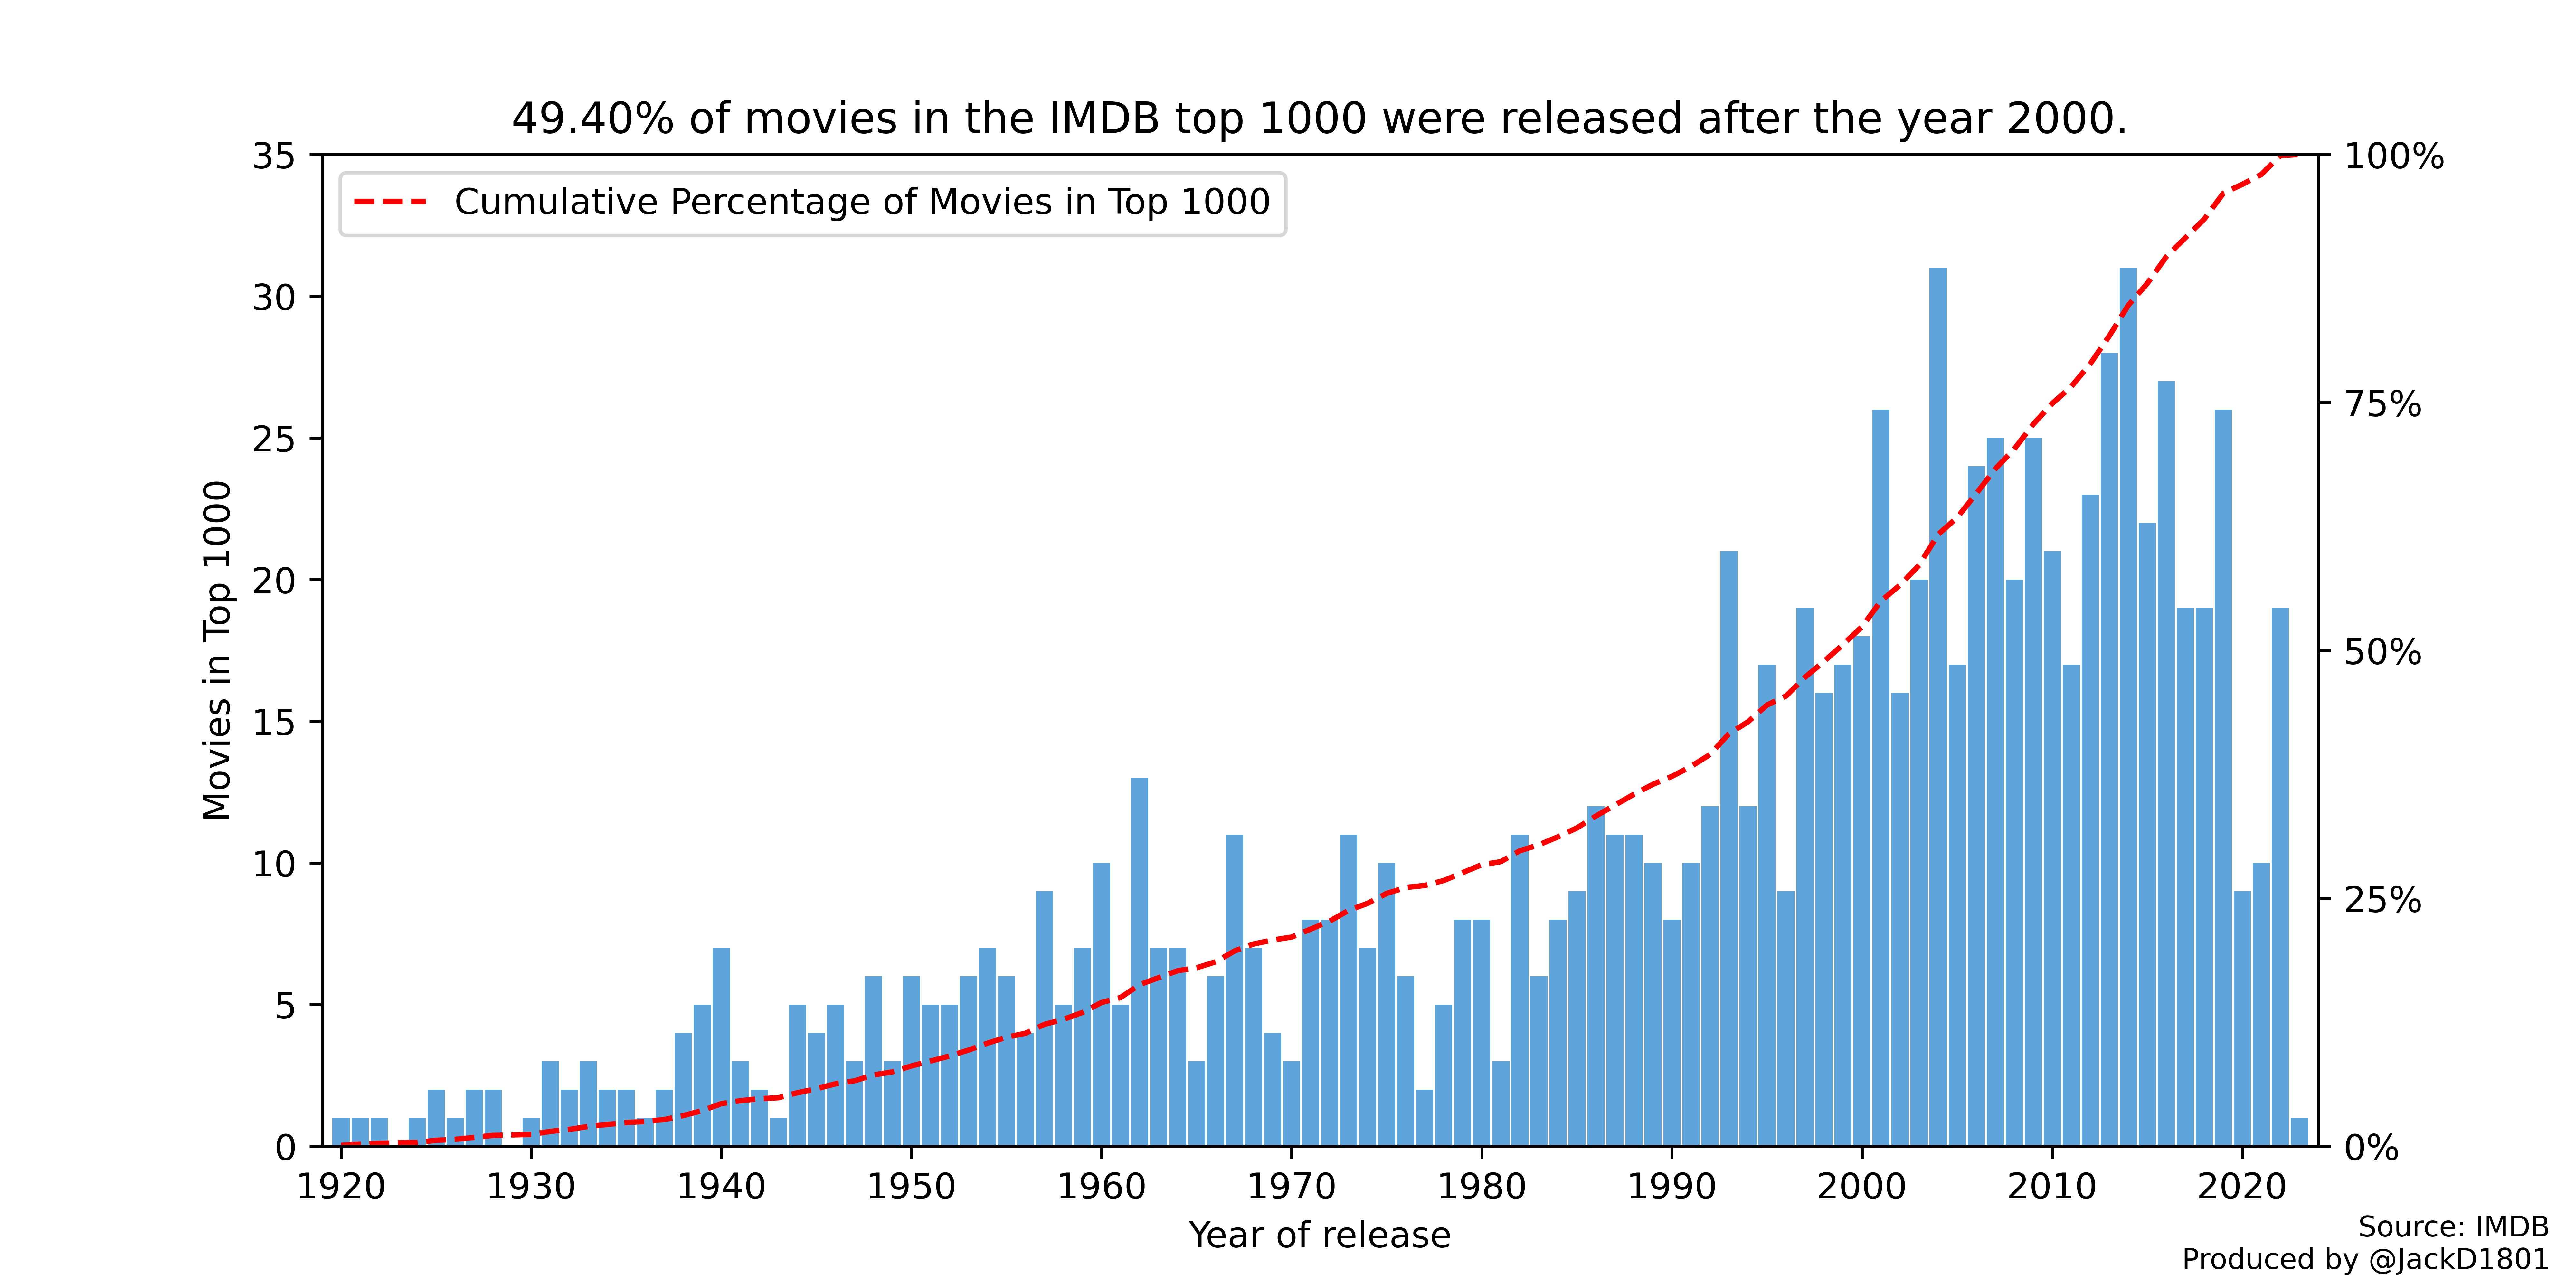 49.40% of movies in the IMDB top 1000 were released after the year 2000.
Cumulative Percentage of Movies in Top 1000
Movies in Top 1000
35
30
25
20
15
10
5
0
100%
75%
50%
25%
0%
1920 1930 1940 1950 1960 1970 1980 1990 2000 2010 2020
Year of release
Source: IMDB
Produced by @JackD1801